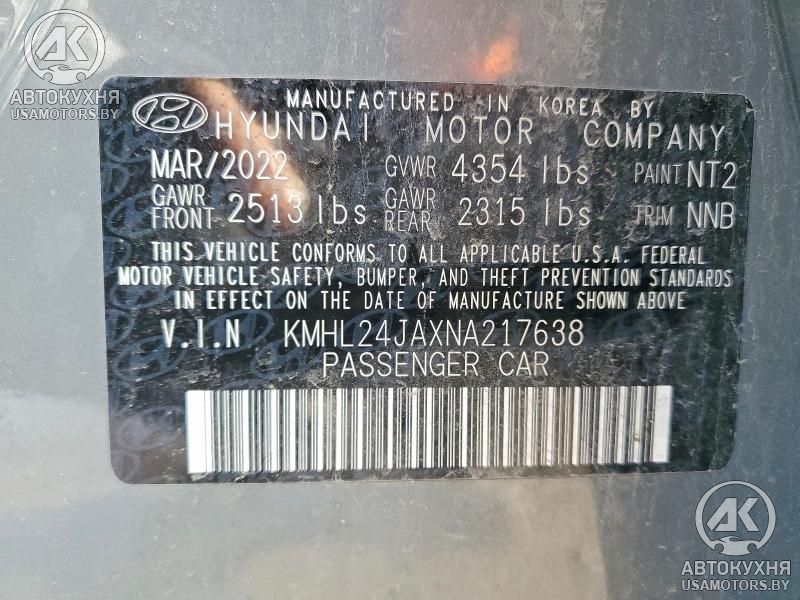 AK
АВТОКУХНЯ
USAMOTORS.BY
MANUFACTURED IN KOREA BY
HYUNDAI MOTOR COMPANY
MAR/2022 GVWR 4354 lbs PAINT NT2
GAWR FRONT 2513 lbs GAWR REAR 2315 lbs TRIM NNB
THIS VEHICLE CONFORMS TO ALL APPLICABLE U.S.A. FEDERAL
MOTOR VEHICLE SAFETY, BUMPER, AND THEFT PREVENTION STANDARDS
IN EFFECT ON THE DATE OF MANUFACTURE SHOWN ABOVE
V.I.N KMHL24JAXNA217638
PASSENGER CAR
AK
АВТОКУХНЯ
USAMOTORS.BY